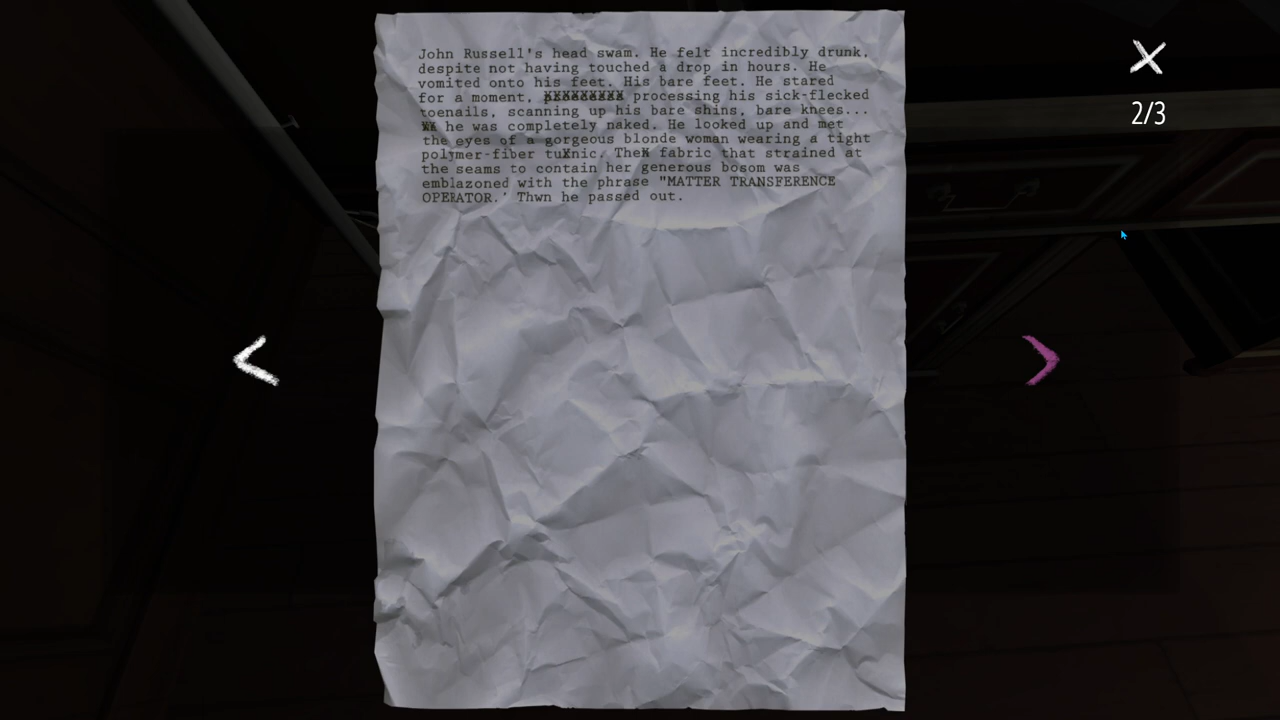 John Russell's head swam. He felt incredibly drunk,
despite not having touched a drop in hours. He
vomited onto his feet. His bare feet. He stared
for a moment, processing his sick-flecked
toenails, scanning up his bare shins, bare knees...
he was completely naked. He looked up and met
the eyes of a gorgeous blonde woman wearing a tight
polymer-fiber tuXnic. TheX fabric that strained at
the seams to contain her generous bosom was
emblazoned with the phrase "MATTER TRANSFERENCE
OPERATOR.' Thwn he passed out.
2/3